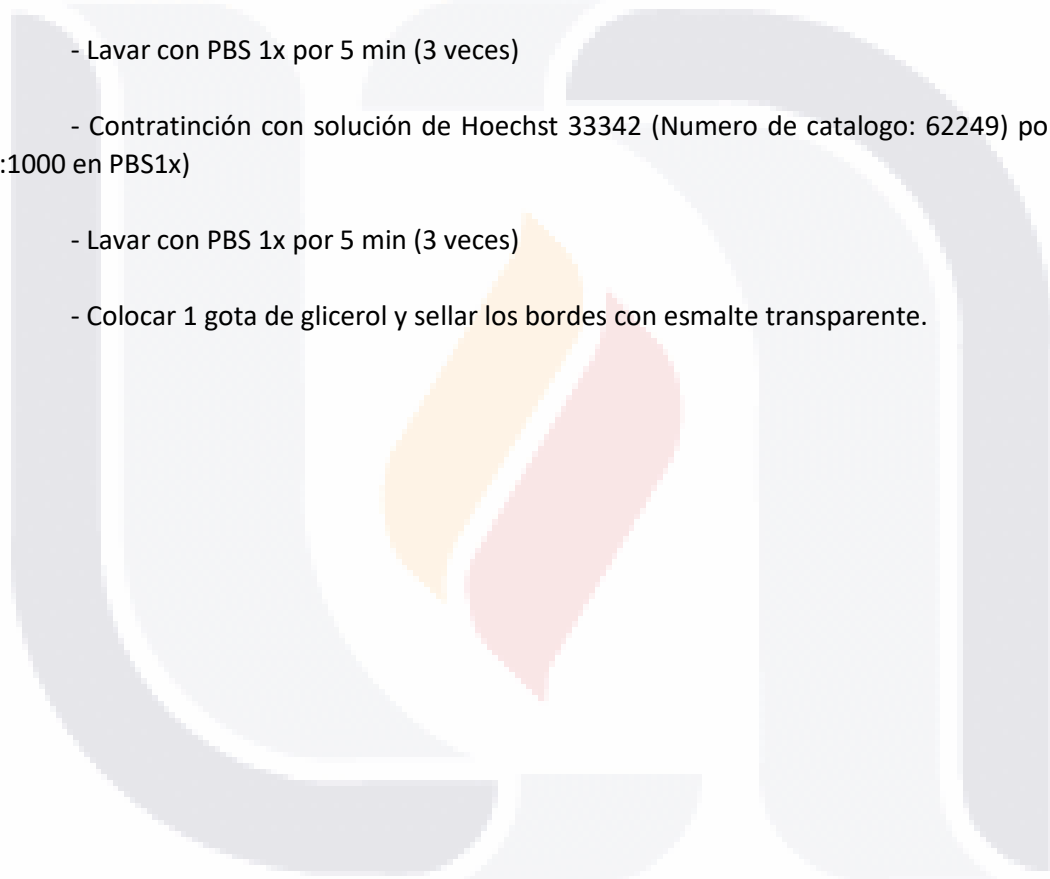 - Lavar con PBS 1x por 5 min (3 veces)
- Contratinción con solución de Hoechst 33342 (Numero de catalogo: 62249) po
:1000 en PBS1x)
- Lavar con PBS 1x por 5 min (3 veces)
- Colocar 1 gota de glicerol y sellar los bordes con esmalte transparente.